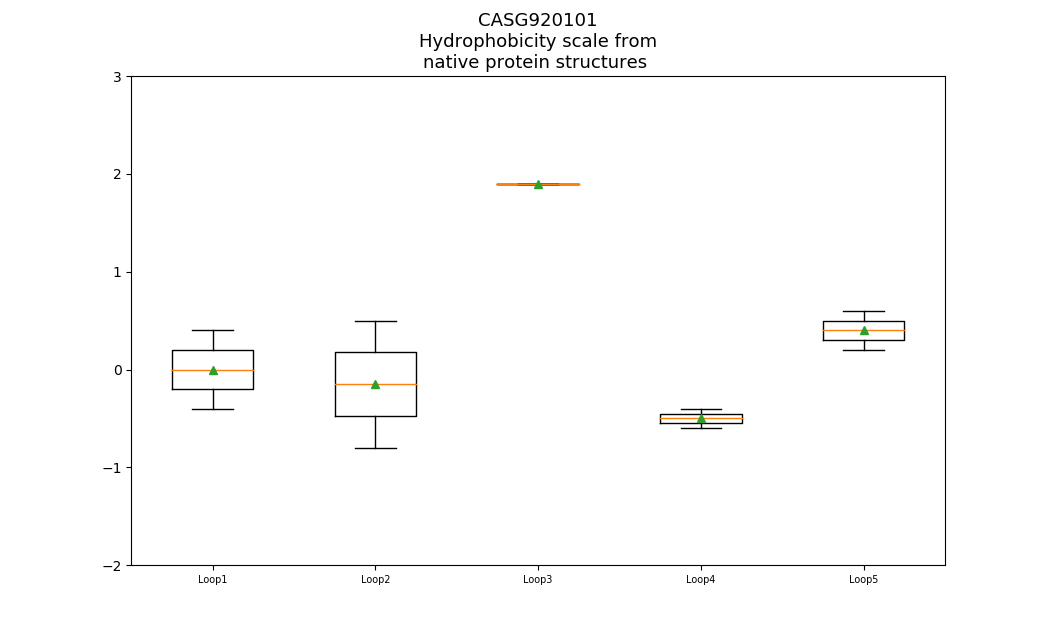 CASG920101
Hydrophobicity scale from
native protein structures
3
2
1
0
−1
−2
Loop1 Loop2 Loop3 Loop4 Loop5